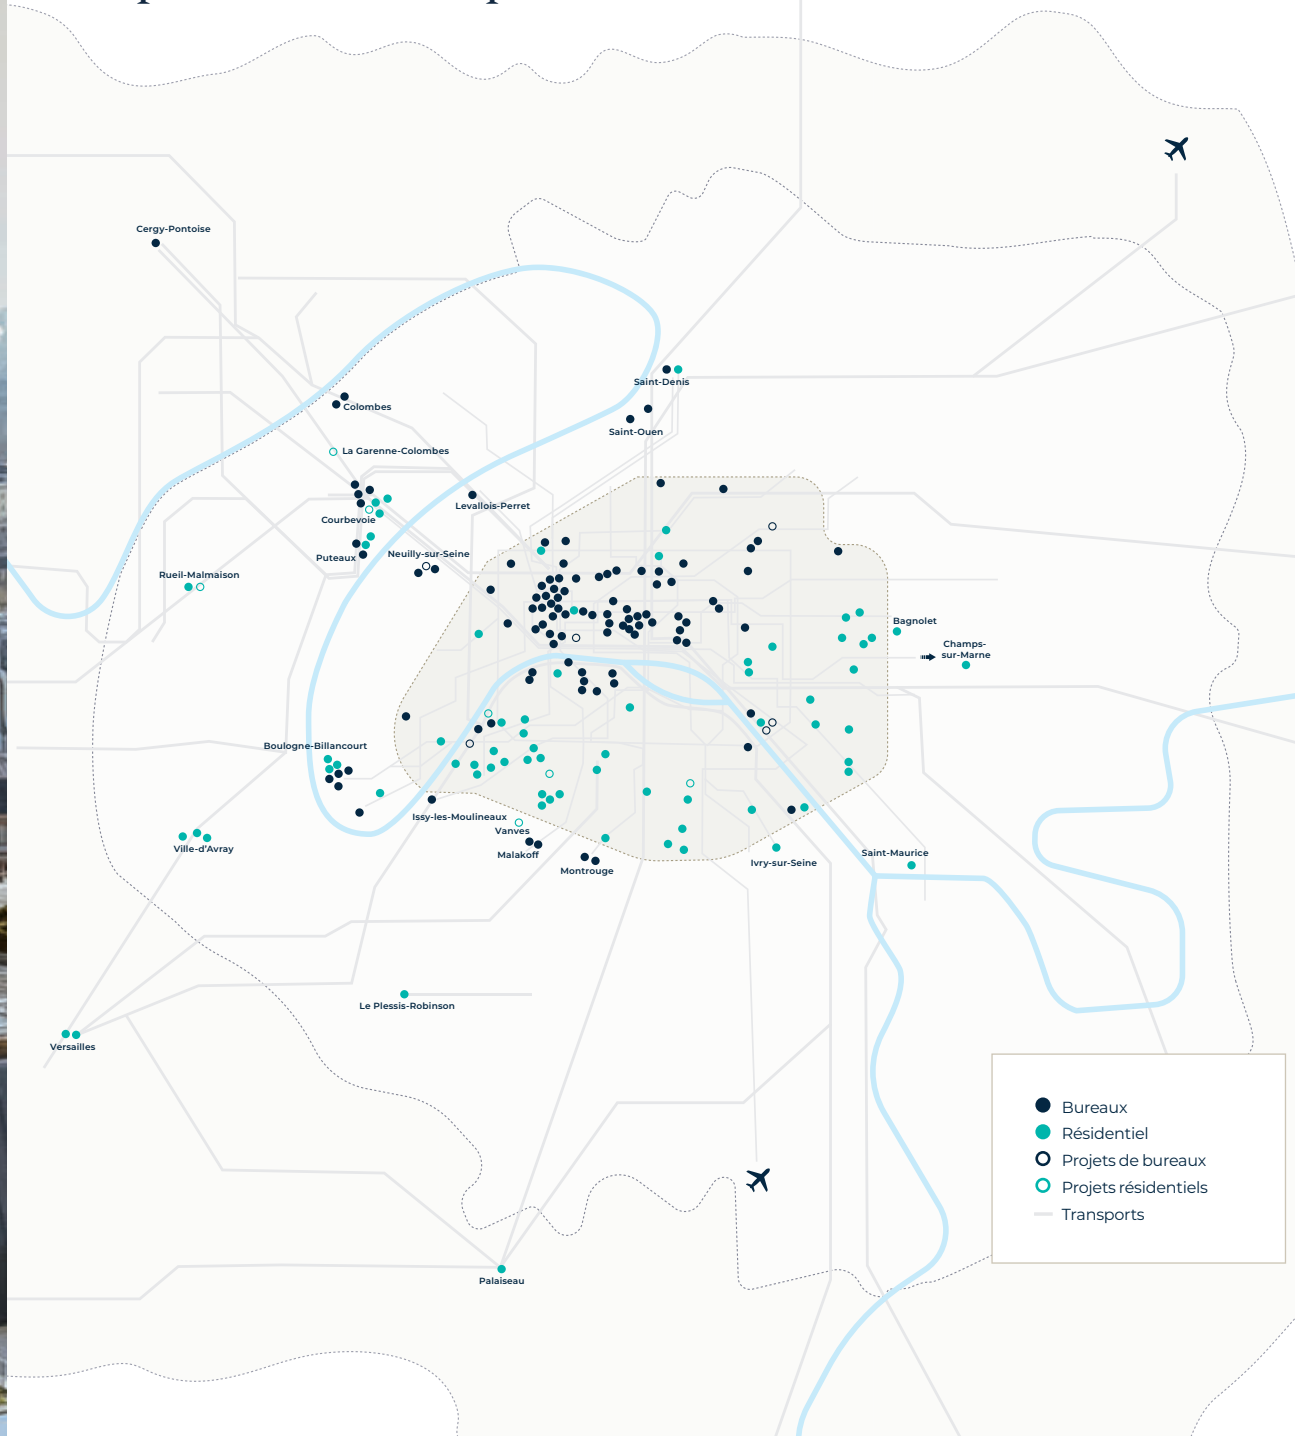 Cergy-Pontoise
Saint-Denis
Colombes
Saint-Ouen
La Garenne-Colombes
Levallois-Perret
Courbevoie
Neuilly-sur-Seine
Puteaux
Rueil-Malmaison
Bagnolet
Champs-
sur-Marne
Boulogne-Billancourt
Issy-les-Moulineaux
Vanves
Ville-d'Avray
Malakoff
Saint-Maurice
Ivry-sur-Seine
Montrouge
Le Plessis-Robinson
Versailles
Bureaux
Résidentiel
Projets de bureaux
Projets résidentiels
Transports
Palaiseau